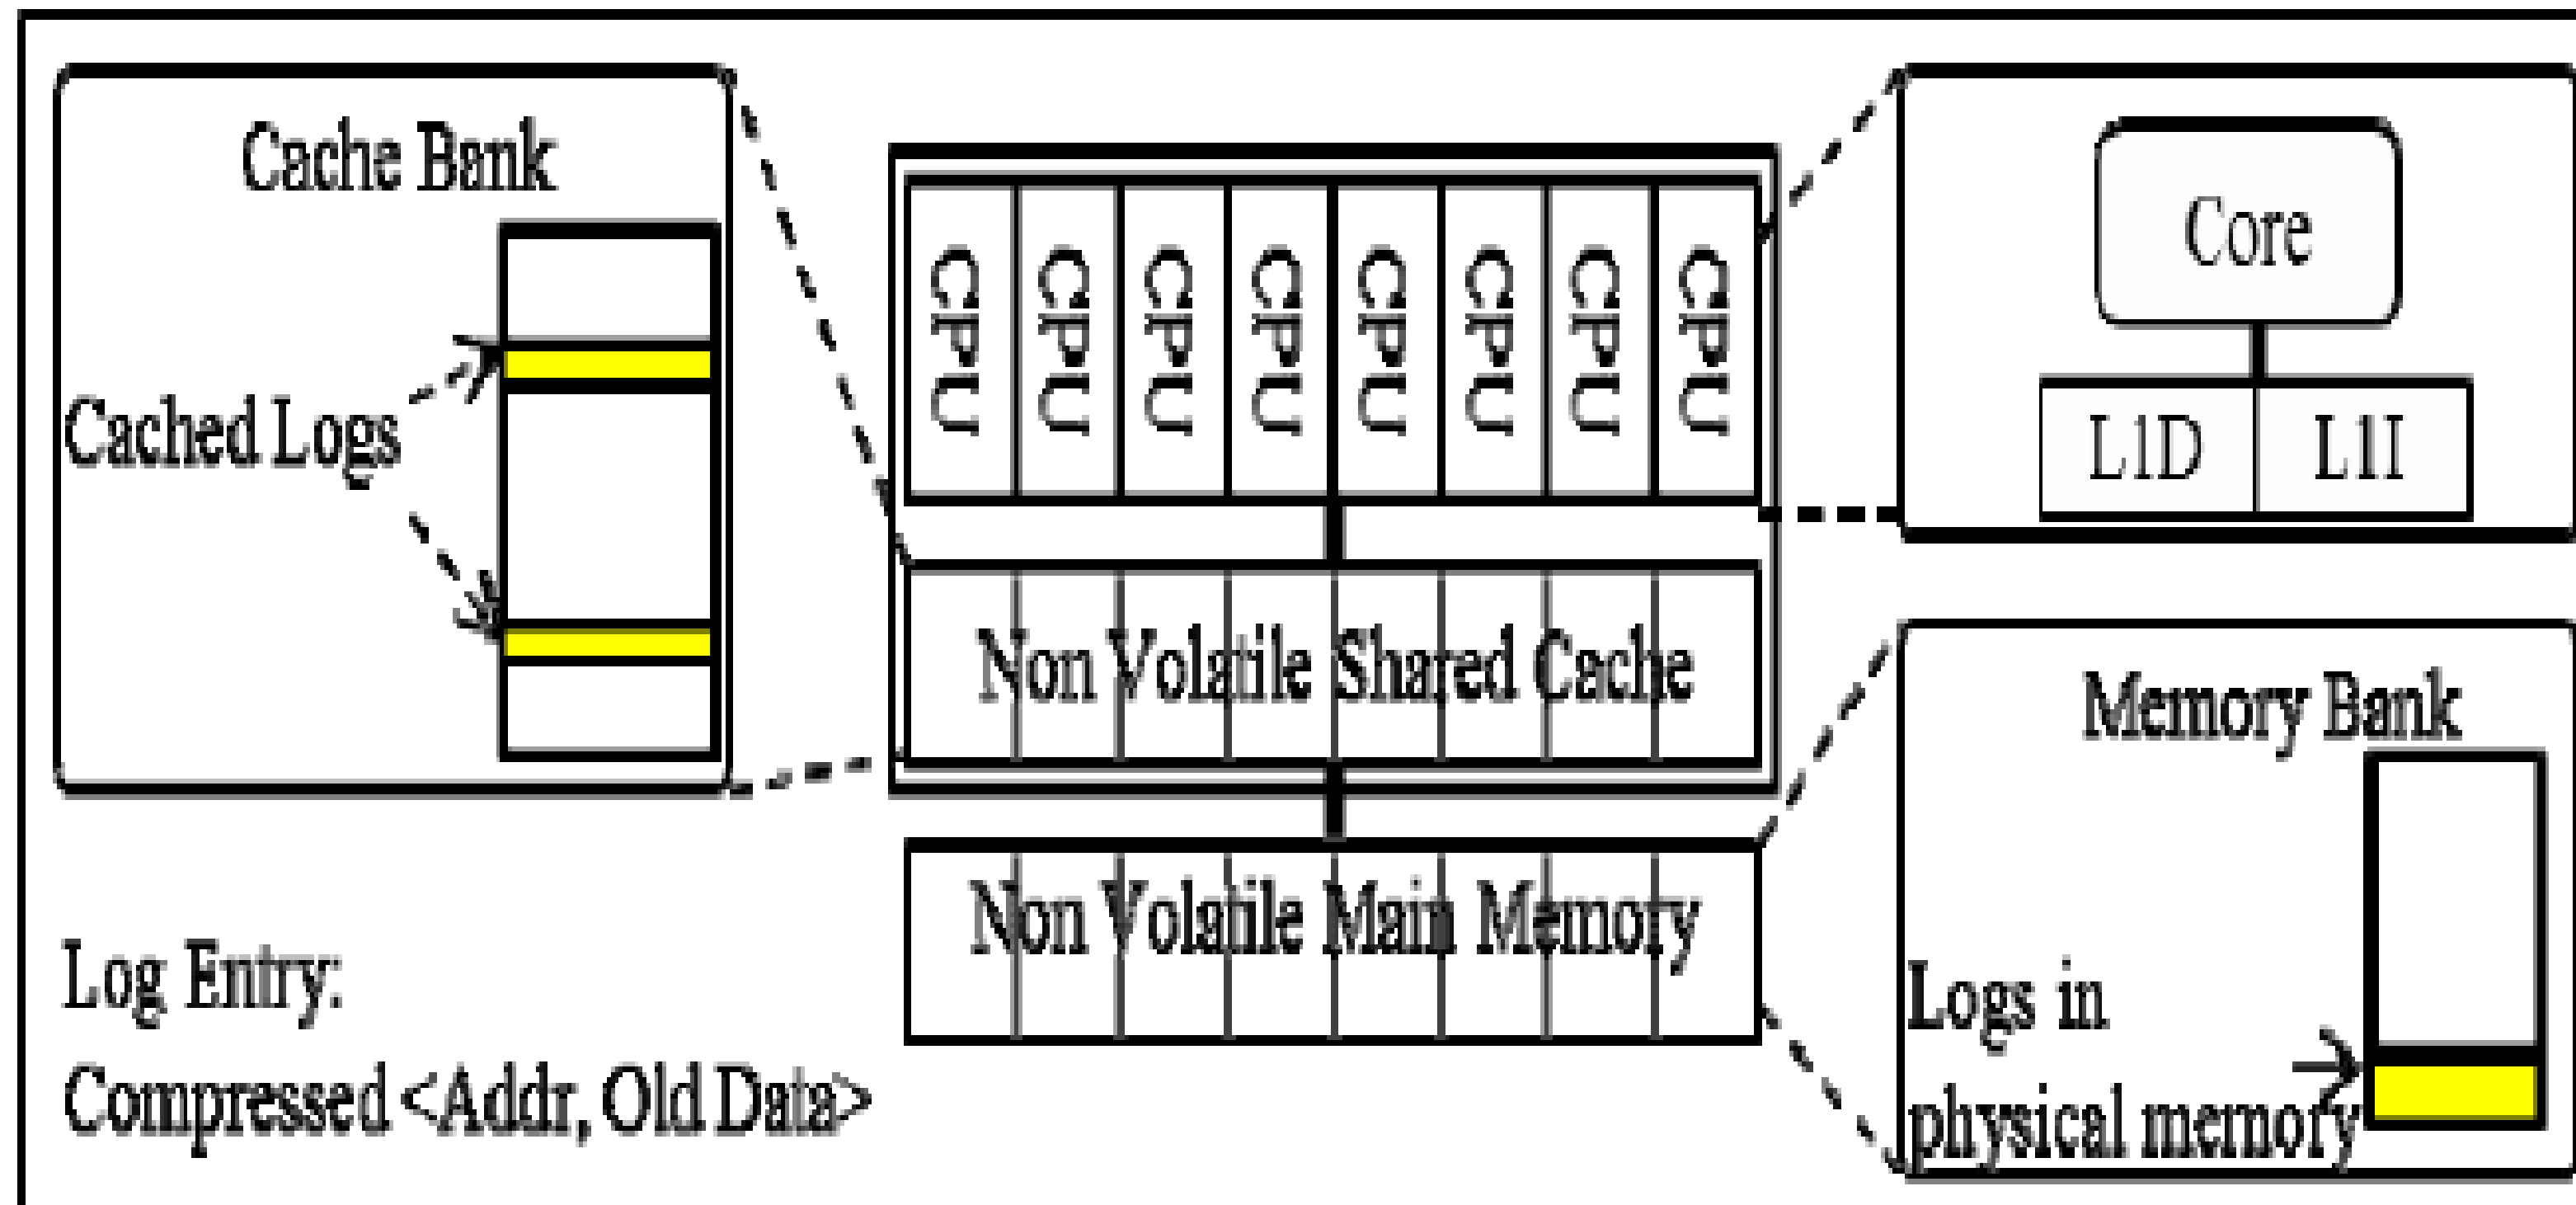 Cache Bank
Cached Logs
CPU
CPU
CPU
CPU
CPU
CPU
CPU
CPU
Core
L1D
L1I
Non Volatile Shared Cache
Non Volatile Main Memory
Memory Bank
Logs in
physical memory
Log Entry:
Compressed <Addr, Old Data>